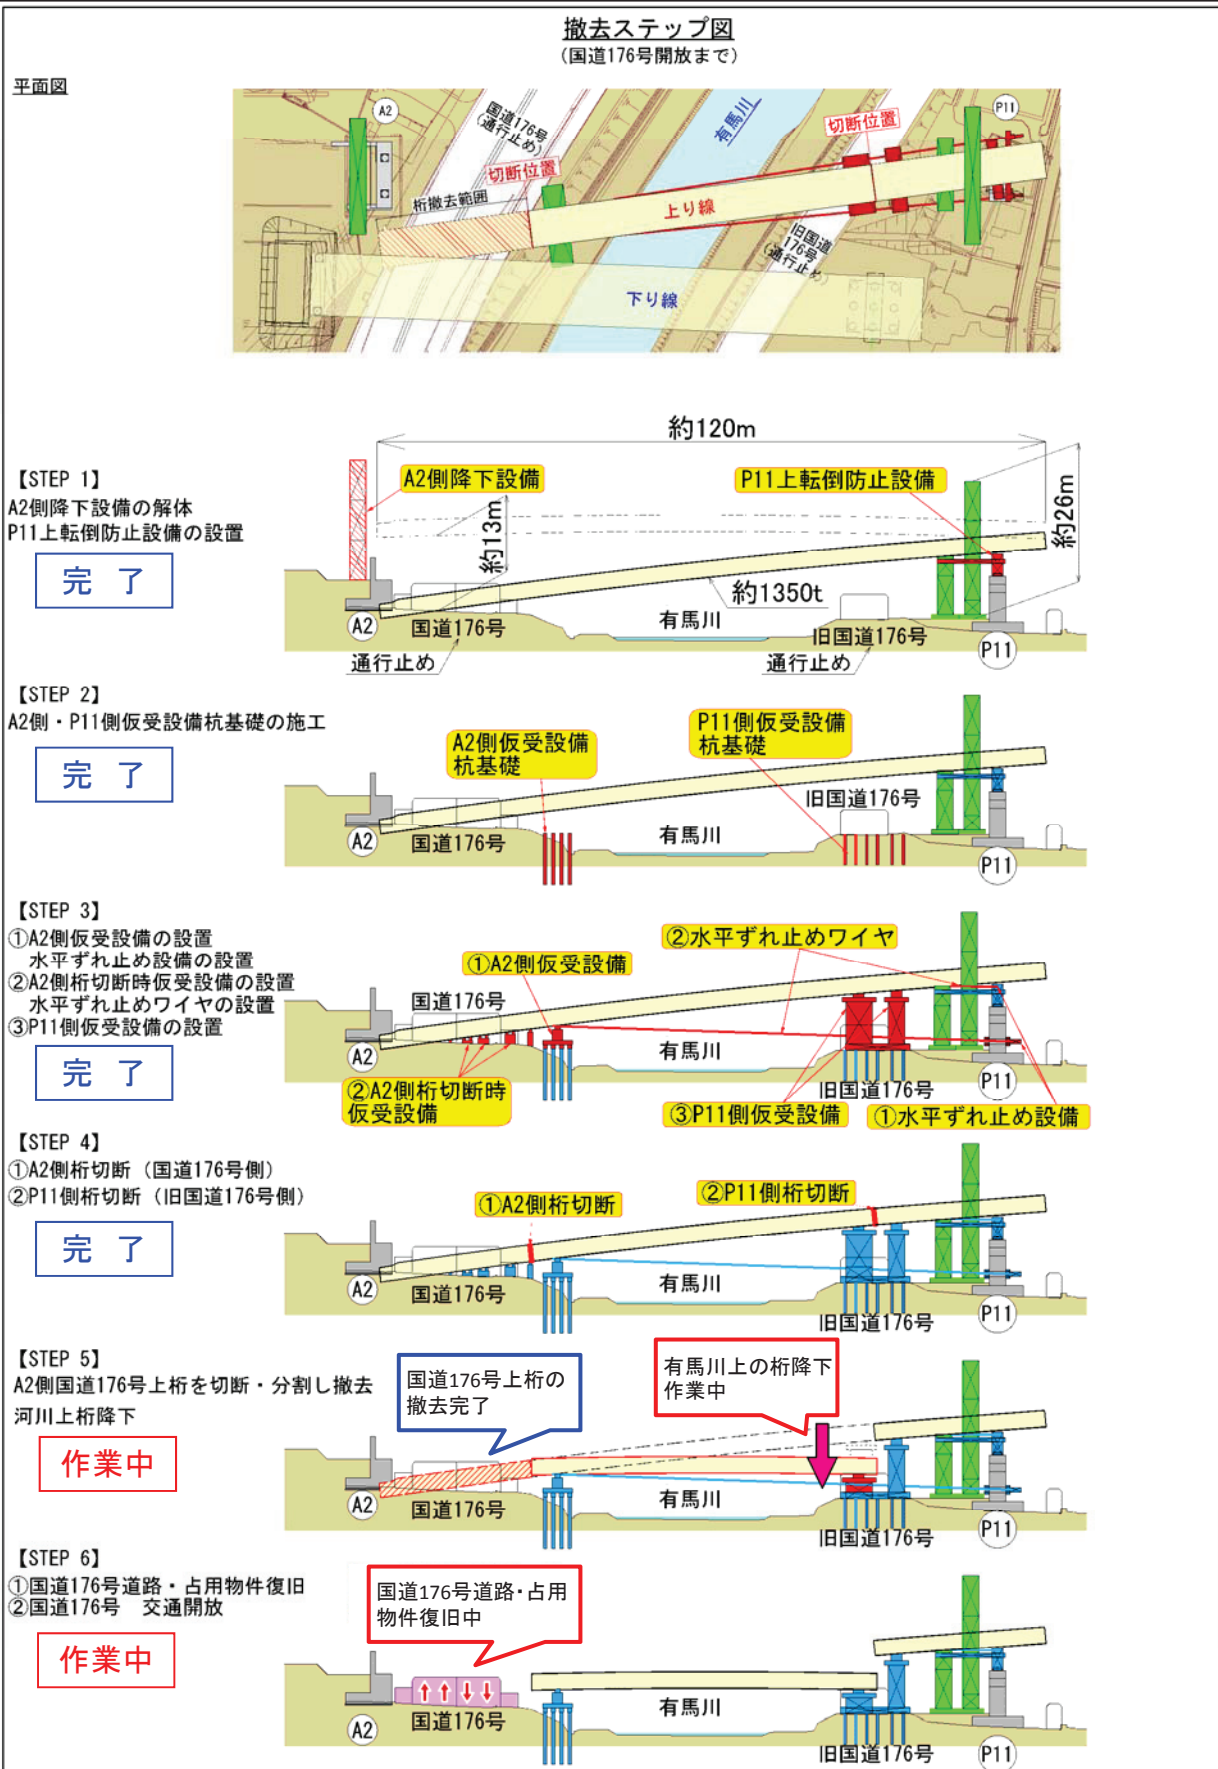 撤去ステップ図
(国道176号開放まで)
平面図
A2
国道176号
(通行止め)
切断位置
桁撤去範囲
有馬川
切断位置
P11
上り線
旧国道
176号
(通行止め)
下り線
約120m
【STEP 1】
A2側降下設備の解体
P11上転倒防止設備の設置
完 了
A2側降下設備
約13m
P11上転倒防止設備
約26m
約1350t
A2
国道176号
有馬川
旧国道176号
P11
通行止め
通行止め
【STEP 2】
A2側・P11側仮受設備杭基礎の施工
完 了
A2側仮受設備
杭基礎
P11側仮受設備
杭基礎
旧国道176号
A2
国道176号
有馬川
P11
【STEP 3】
①A2側仮受設備の設置
水平ずれ止め設備の設置
②A2側桁切断時仮受設備の設置
水平ずれ止めワイヤの設置
③P11側仮受設備の設置
完 了
②水平ずれ止めワイヤ
①A2側仮受設備
国道176号
A2
有馬川
旧国道176号
P11
②A2側桁切断時
仮受設備
③P11側仮受設備
①水平ずれ止め設備
【STEP 4】
①A2側桁切断(国道176号側)
②P11側桁切断(旧国道176号側)
完 了
①A2側桁切断
②P11側桁切断
A2
国道176号
有馬川
旧国道176号
P11
【STEP 5】
A2側国道176号上桁を切断・分割し撤去
河川上桁降下
作業中
国道176号上桁の
撤去完了
有馬川上の桁降下
作業中
A2
国道176号
有馬川
旧国道176号
P11
【STEP 6】
①国道176号道路・占用物件復旧
②国道176号 交通開放
作業中
国道176号道路・占用
物件復旧中
A2
国道176号
有馬川
旧国道176号
P11